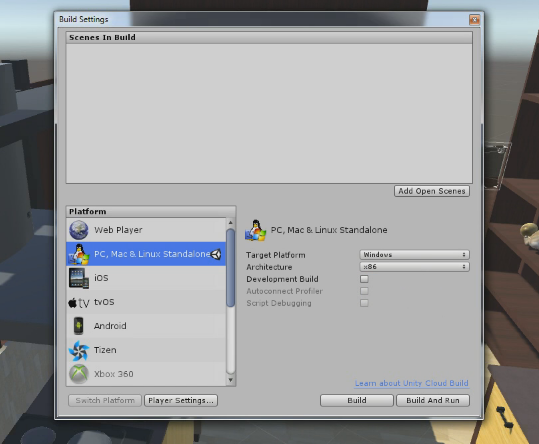 Build Settings
Scenes In Build
Add Open Scenes
Platform
Web Player
PC, Mac & Linux Standalone
iOS
tvOS
Android
Tizen
Xbox 360
PC, Mac & Linux Standalone
Target Platform Windows
Architecture x86
Development Build
Autoconnect Profiler
Script Debugging
Learn about Unity Cloud Build
Switch Platform Player Settings... Build Build And Run